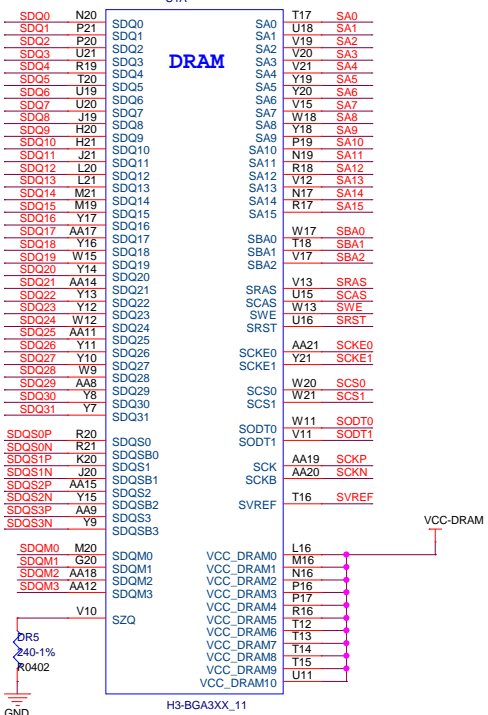 DRAM
SDQ0 N20 SDQ0 SA0 T17 SA0
SDQ1 P21 SDQ1 SA1 U18 SA1
SDQ2 P20 SDQ2 SA2 V19 SA2
SDQ3 U21 SDQ3 SA3 V20 SA3
SDQ4 R19 SDQ4 SA4 V21 SA4
SDQ5 T20 SDQ5 SA5 Y19 SA5
SDQ6 U19 SDQ6 SA6 Y20 SA6
SDQ7 U20 SDQ7 SA7 V15 SA7
SDQ8 J19 SDQ8 SA8 W18 SA8
SDQ9 H20 SDQ9 SA9 Y18 SA9
SDQ10 H21 SDQ10 SA10 P19 SA10
SDQ11 J21 SDQ11 SA11 N19 SA11
SDQ12 L20 SDQ12 SA12 R18 SA12
SDQ13 L21 SDQ13 SA13 V12 SA13
SDQ14 M21 SDQ14 SA14 N17 SA14
SDQ15 M19 SDQ15 SA15 R17 SA15
SDQ16 Y17 SDQ16
SDQ17 AA17 SDQ17 SBA0 W17 SBA0
SDQ18 Y16 SDQ18 SBA1 T18 SBA1
SDQ19 W15 SDQ19 SBA2 V17 SBA2
SDQ20 Y14 SDQ20
SDQ21 AA14 SDQ21 SRAS V13 SRAS
SDQ22 Y13 SDQ22 SCAS U15 SCAS
SDQ23 Y12 SDQ23 SWE W13 SWE
SDQ24 W12 SDQ24 SRST U16 SRST
SDQ25 AA11 SDQ25
SDQ26 Y11 SDQ26 SCKE0 AA21 SCKE0
SDQ27 Y10 SDQ27 SCKE1 Y21 SCKE1
SDQ28 W9 SDQ28
SDQ29 AA8 SDQ29 SCS0 W20 SCS0
SDQ30 Y8 SDQ30 SCS1 W21 SCS1
SDQ31 Y7 SDQ31
SODT0 W11 SODT0
SDQS0P R20 SDQS0 SODT1 V11 SODT1
SDQS0N R21 SDQSB0
SDQS1P K20 SDQS1 SCK AA19 SCKP
SDQS1N J20 SDQSB1 SCKB AA20 SCKN
SDQS2P AA15 SDQS2
SDQS2N Y15 SDQSB2 SVREF T16 SVREF
SDQS3P AA9 SDQS3
SDQS3N Y9 SDQSB3
VCC-DRAM
SDQM0 M20 SDQM0 VCC_DRAM0 L16
SDQM1 G20 SDQM1 VCC_DRAM1 M16
SDQM2 AA18 SDQM2 VCC_DRAM2 N16
SDQM3 AA12 SDQM3 VCC_DRAM3 P16
VCC_DRAM4 P17
V10 SZQ VCC_DRAM5 R16
VCC_DRAM6 T12
DR5 VCC_DRAM7 T13
240-1% VCC_DRAM8 T14
R0402 VCC_DRAM9 T15
VCC_DRAM10 U11
GND
H3-BGA3XX_11